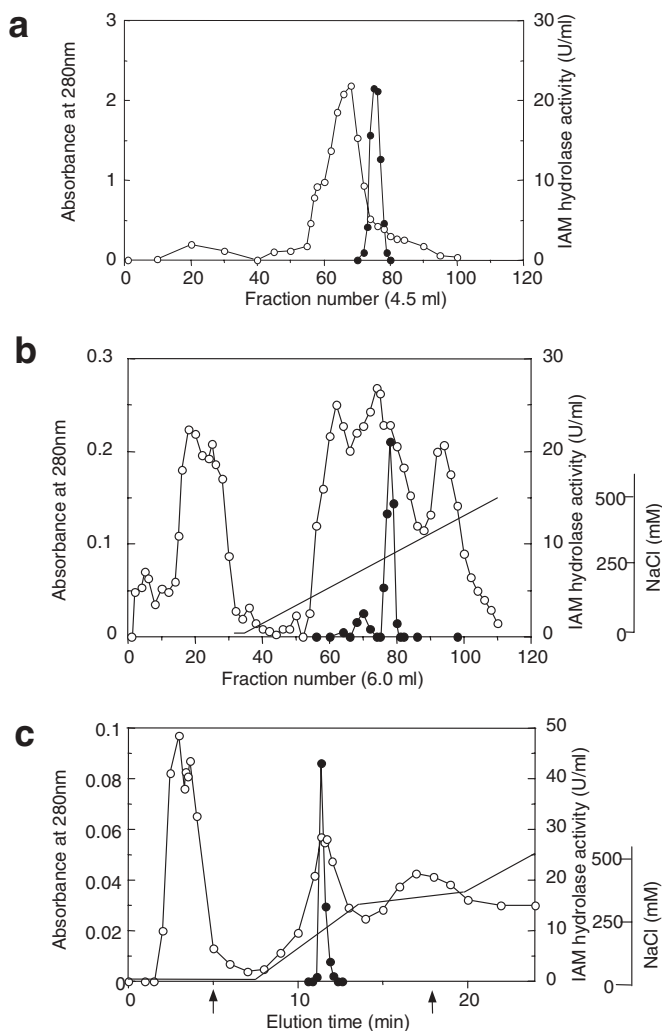 a
3
2
1
0
Absorbance at 280nm
30
20
10
0
IAM hydrolase activity (U/ml)
0 20 40 60 80 100 120
Fraction number (4.5 ml)
b
0.3
0.2
0.1
0
Absorbance at 280nm
30
20
10
0
IAM hydrolase activity (U/ml)
500
250
0
NaCl (mM)
0 20 40 60 80 100 120
Fraction number (6.0 ml)
c
0.1
0.08
0.06
0.04
0.02
0
Absorbance at 280nm
50
40
30
20
10
0
IAM hydrolase activity (U/ml)
500
250
0
NaCl (mM)
0 10 20
Elution time (min)